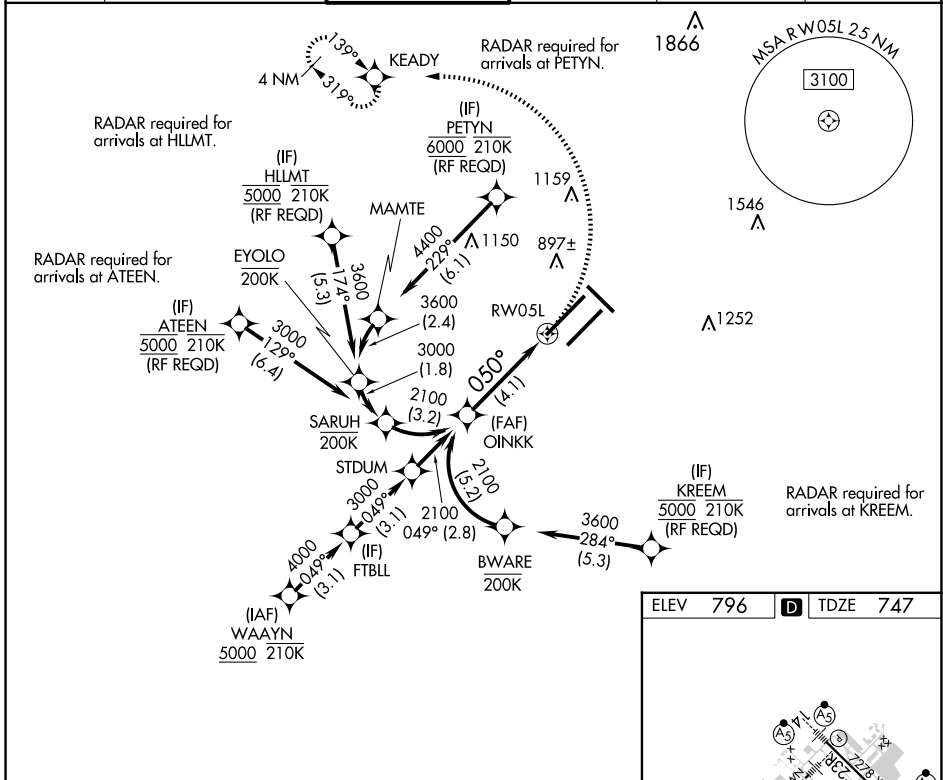 MSA RW05L 25 NM
3100
1866
139°
319°
4 NM
KEADY
RADAR required for
arrivals at PETYN.
RADAR required for
arrivals at HLLMT.
(IF)
PETYN
6000 210K
(RF REQD)
(IF)
HLLMT
5000 210K
(RF REQD)
MAMTE
1159
1150
897±
1546
1252
4400
229°
(6.1)
EYOLO
200K
3600
174°
(5.3)
RADAR required for
arrivals at ATEEN.
(IF)
ATEEN
5000 210K
(RF REQD)
3000
129°
(6.4)
3600
(2.4)
3000
(1.8)
RW05L
050°
(4.1)
2100
(3.2)
SARUH
200K
(FAF)
OINKK
STDUM
2100
(5.2)
3000
049°
(3.1)
2100
049° (2.8)
(IF)
FTBLL
BWARE
200K
3600
284°
(5.3)
(IF)
KREEM
5000 210K
(RF REQD)
RADAR required for
arrivals at KREEM.
4000
049°
(3.1)
(IAF)
WAAYN
5000 210K
ELEV 796 D TDZE 747
A5
A5
14
P
23R
7278